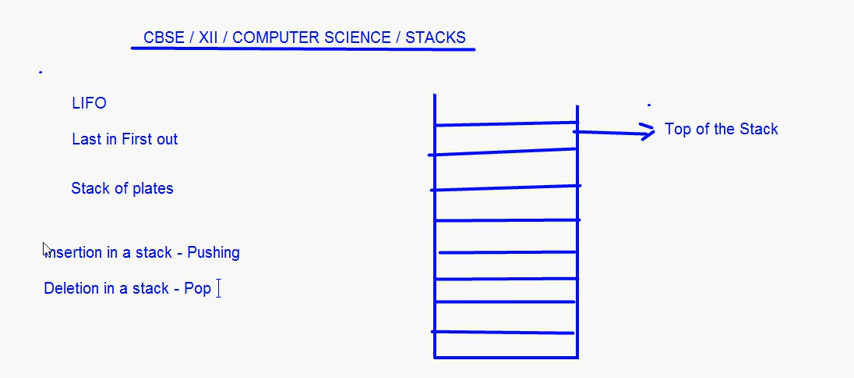 CBSE / XII / COMPUTER SCIENCE / STACKS
LIFO
Last in First out
Stack of plates
Insertion in a stack - Pushing
Deletion in a stack - Pop
Top of the Stack